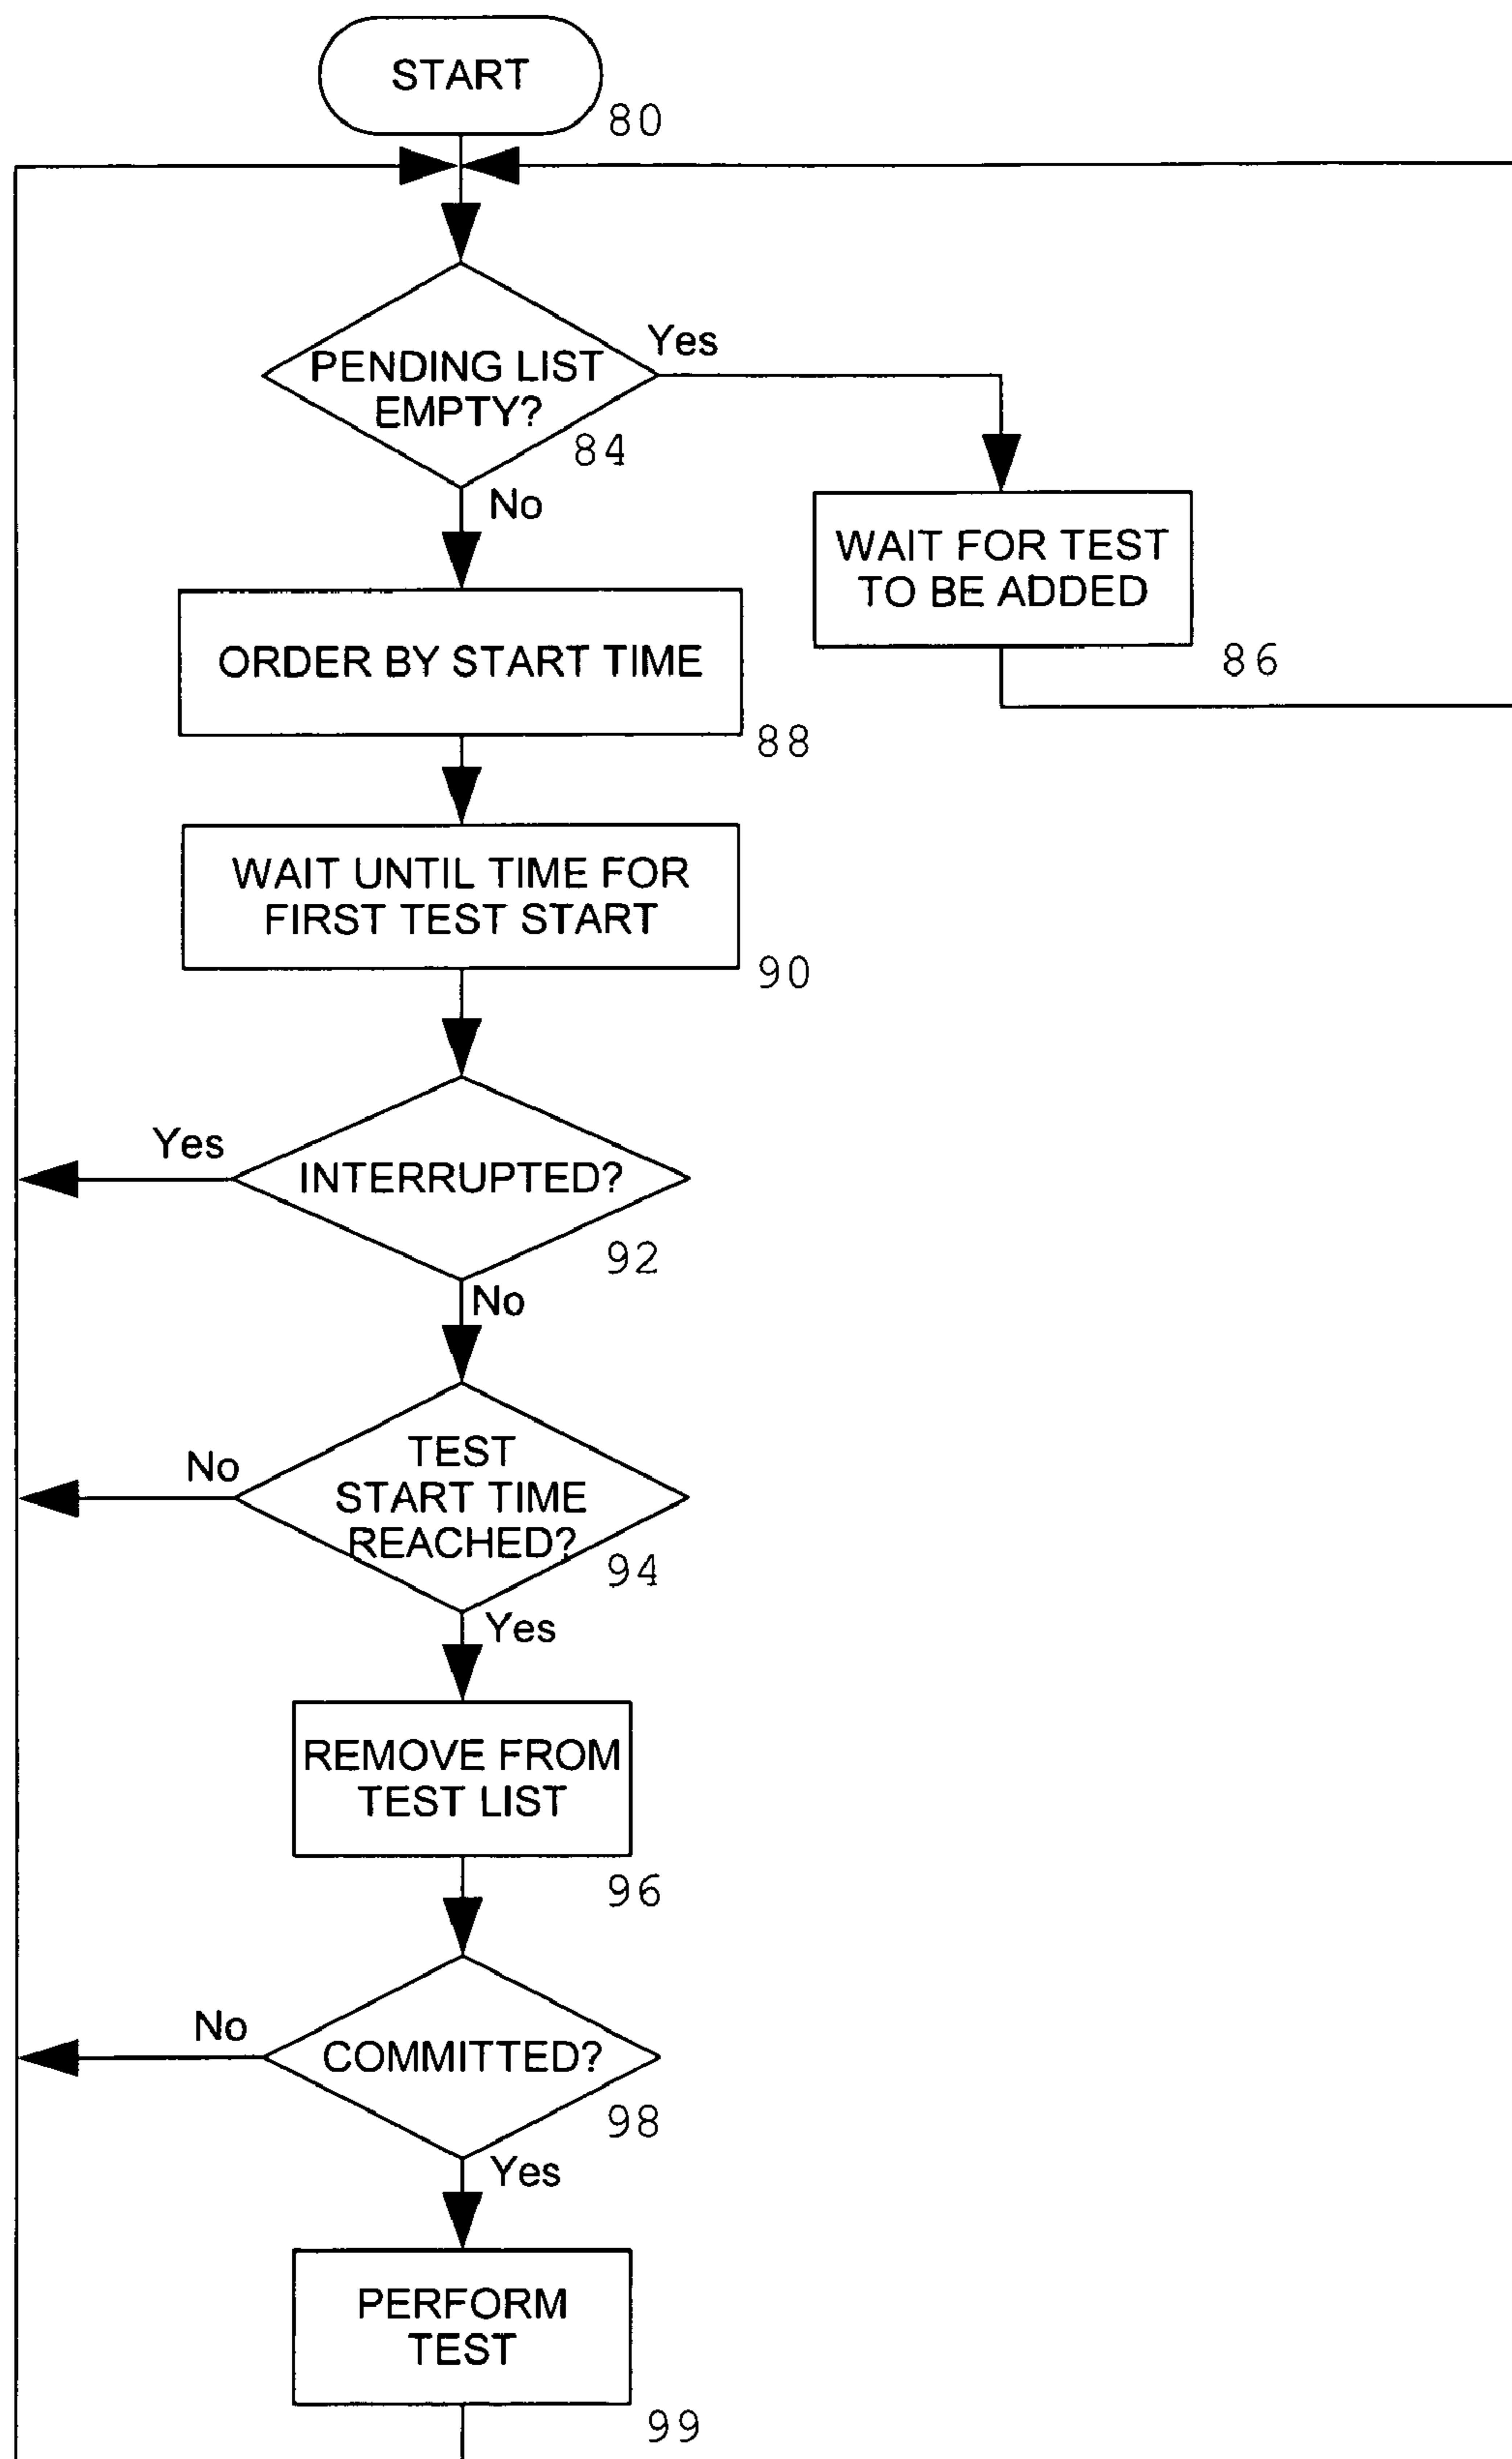 START
80
PENDING LIST
EMPTY?
84
Yes
No
WAIT FOR TEST
TO BE ADDED
86
ORDER BY START TIME
88
WAIT UNTIL TIME FOR
FIRST TEST START
90
INTERRUPTED?
92
Yes
No
TEST
START TIME
REACHED?
94
No
Yes
REMOVE FROM
TEST LIST
96
COMMITTED?
98
No
Yes
PERFORM
TEST
99